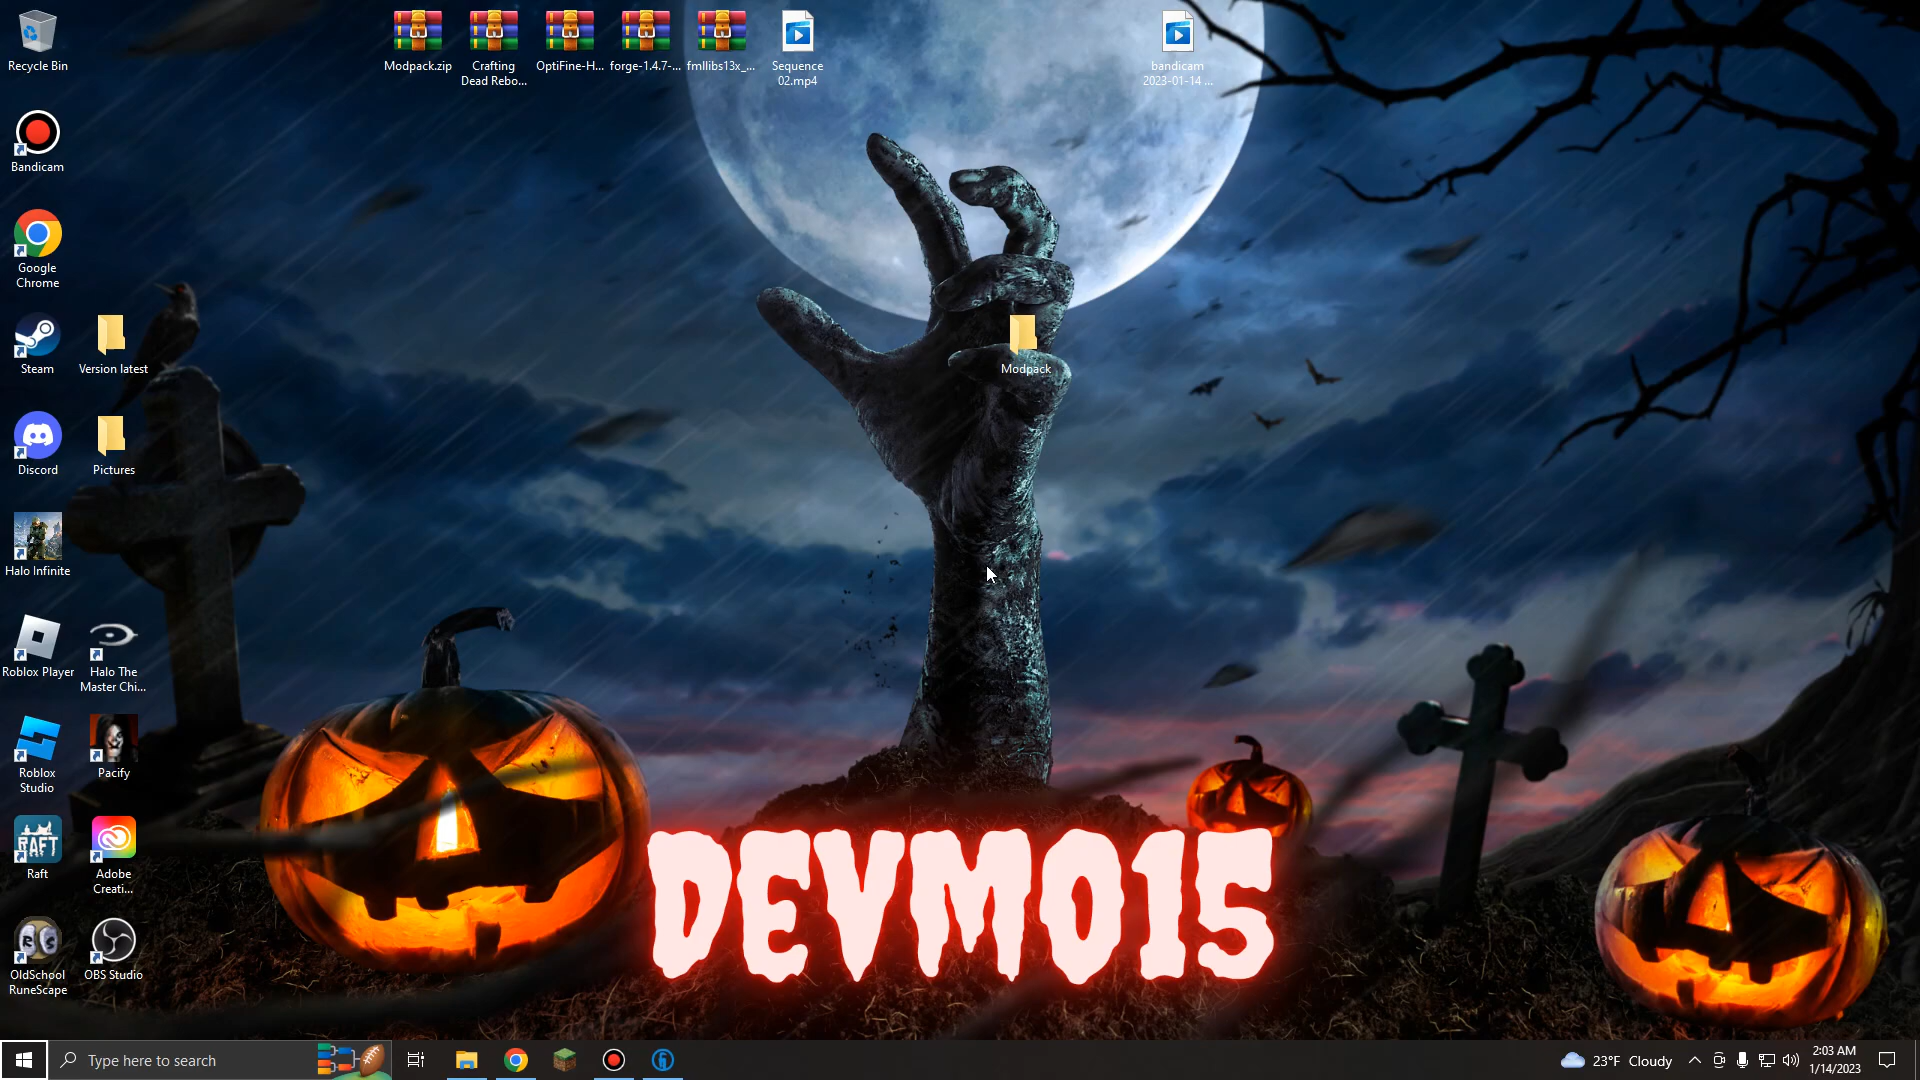 Modpack.zip
Crafting
Dead Rebo...
OptiFine-H...
forge-1.4.7-...
fmllibs13x_...
Sequence
02.mp4
bandicam
2023-01-14 ...
Recycle Bin
Bandicam
Google
Chrome
Steam
Version latest
Modpack
Discord
Pictures
Halo Infinite
Roblox Player
Halo The
Master Chi...
Roblox
Studio
Pacify
RAFT
Raft
Adobe
Creati...
RS
OldSchool
RuneScape
OBS Studio
DEVMO15
Type here to search
23°F Cloudy
2:03 AM
1/14/2023